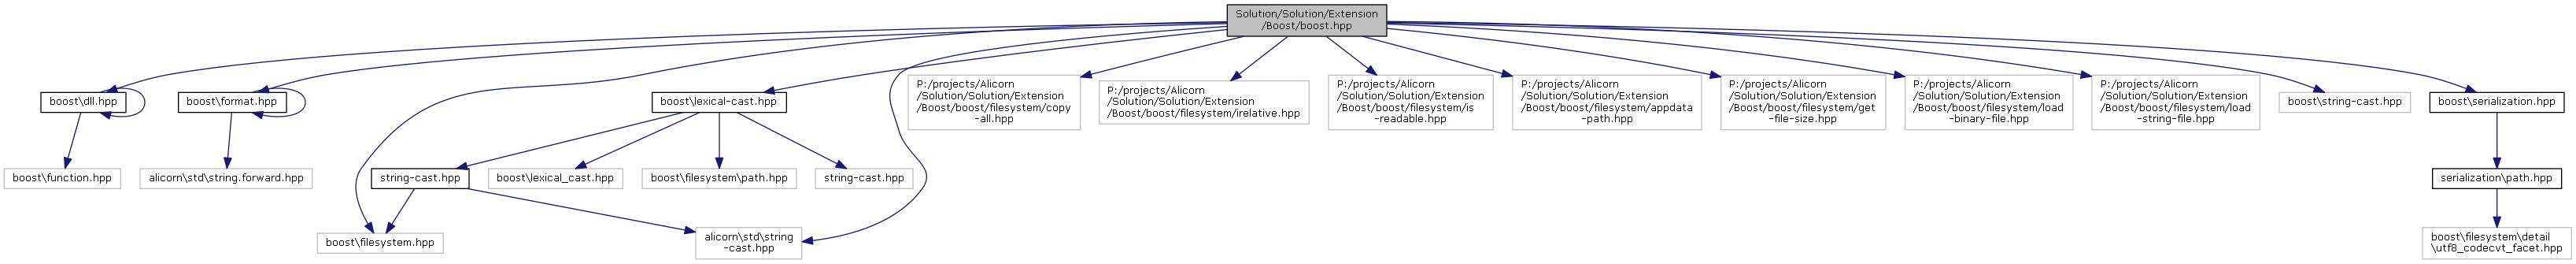 Solution/Solution/Extension
/Boost/boost.hpp
boost\dll.hpp
boost\format.hpp
boost\lexical-cast.hpp
P:/projects/Alicorn
/Solution/Solution/Extension
/Boost/boost/filesystem/copy
-all.hpp
P:/projects/Alicorn
/Solution/Solution/Extension
/Boost/boost/filesystem/irelative.hpp
P:/projects/Alicorn
/Solution/Solution/Extension
/Boost/boost/filesystem/is
-readable.hpp
P:/projects/Alicorn
/Solution/Solution/Extension
/Boost/boost/filesystem/appdata
-path.hpp
P:/projects/Alicorn
/Solution/Solution/Extension
/Boost/boost/filesystem/get
-file-size.hpp
P:/projects/Alicorn
/Solution/Solution/Extension
/Boost/boost/filesystem/load
-binary-file.hpp
P:/projects/Alicorn
/Solution/Solution/Extension
/Boost/boost/filesystem/load
-string-file.hpp
boost\string-cast.hpp
boost\serialization.hpp
boost\function.hpp
alicorn\std\string.forward.hpp
string-cast.hpp
boost\lexical_cast.hpp
boost\filesystem\path.hpp
string-cast.hpp
serialization\path.hpp
boost\filesystem.hpp
alicorn\std\string
-cast.hpp
boost\filesystem\detail
\utf8_codecvt_facet.hpp